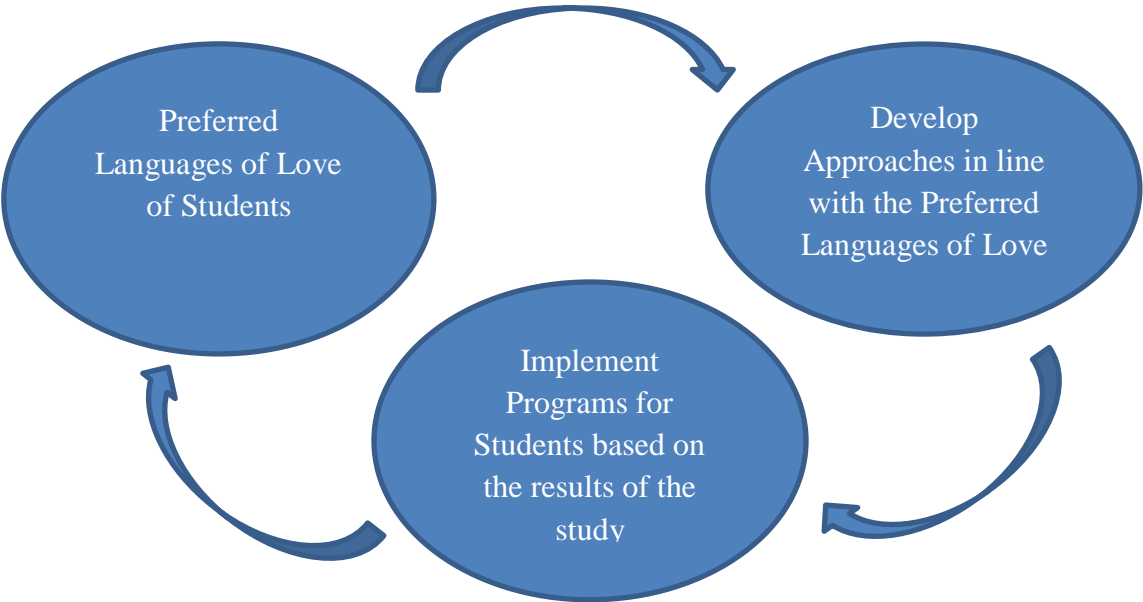 Preferred
Languages of Love
of Students
Develop
Approaches in line
with the Preferred
Languages of Love
Implement
Programs for
Students based on
the results of the
study